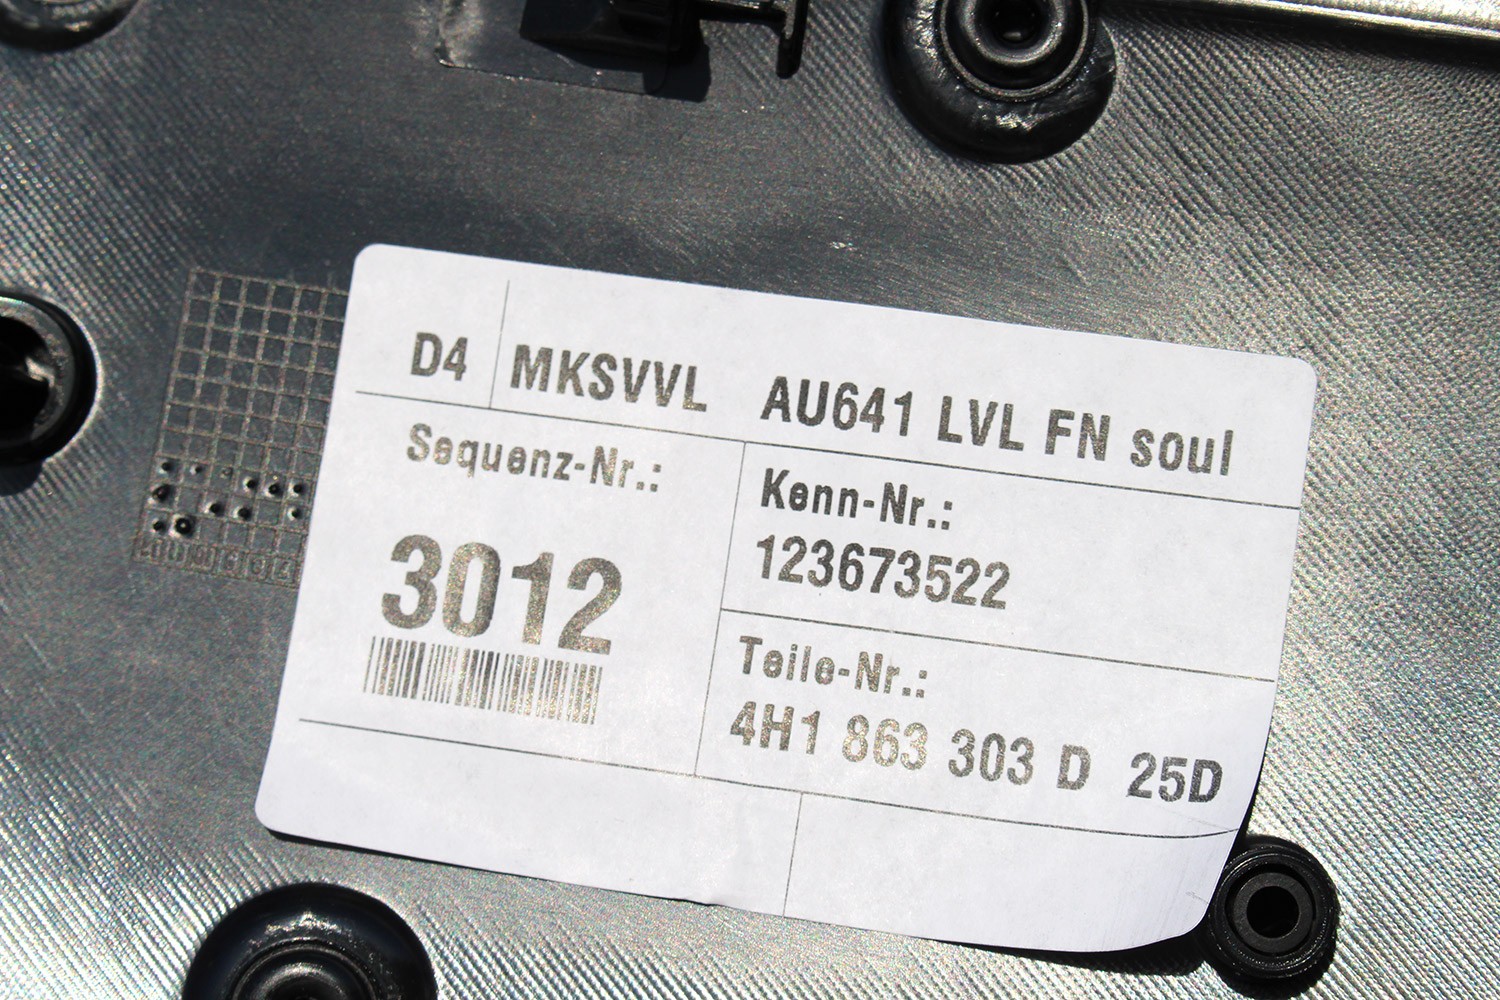 D4 MKSVVL AU641 LVL FN soul
Sequenz-Nr.:
3012
Kenn-Nr.:
123673522
Teile-Nr.:
4H1 863 303 D 25D